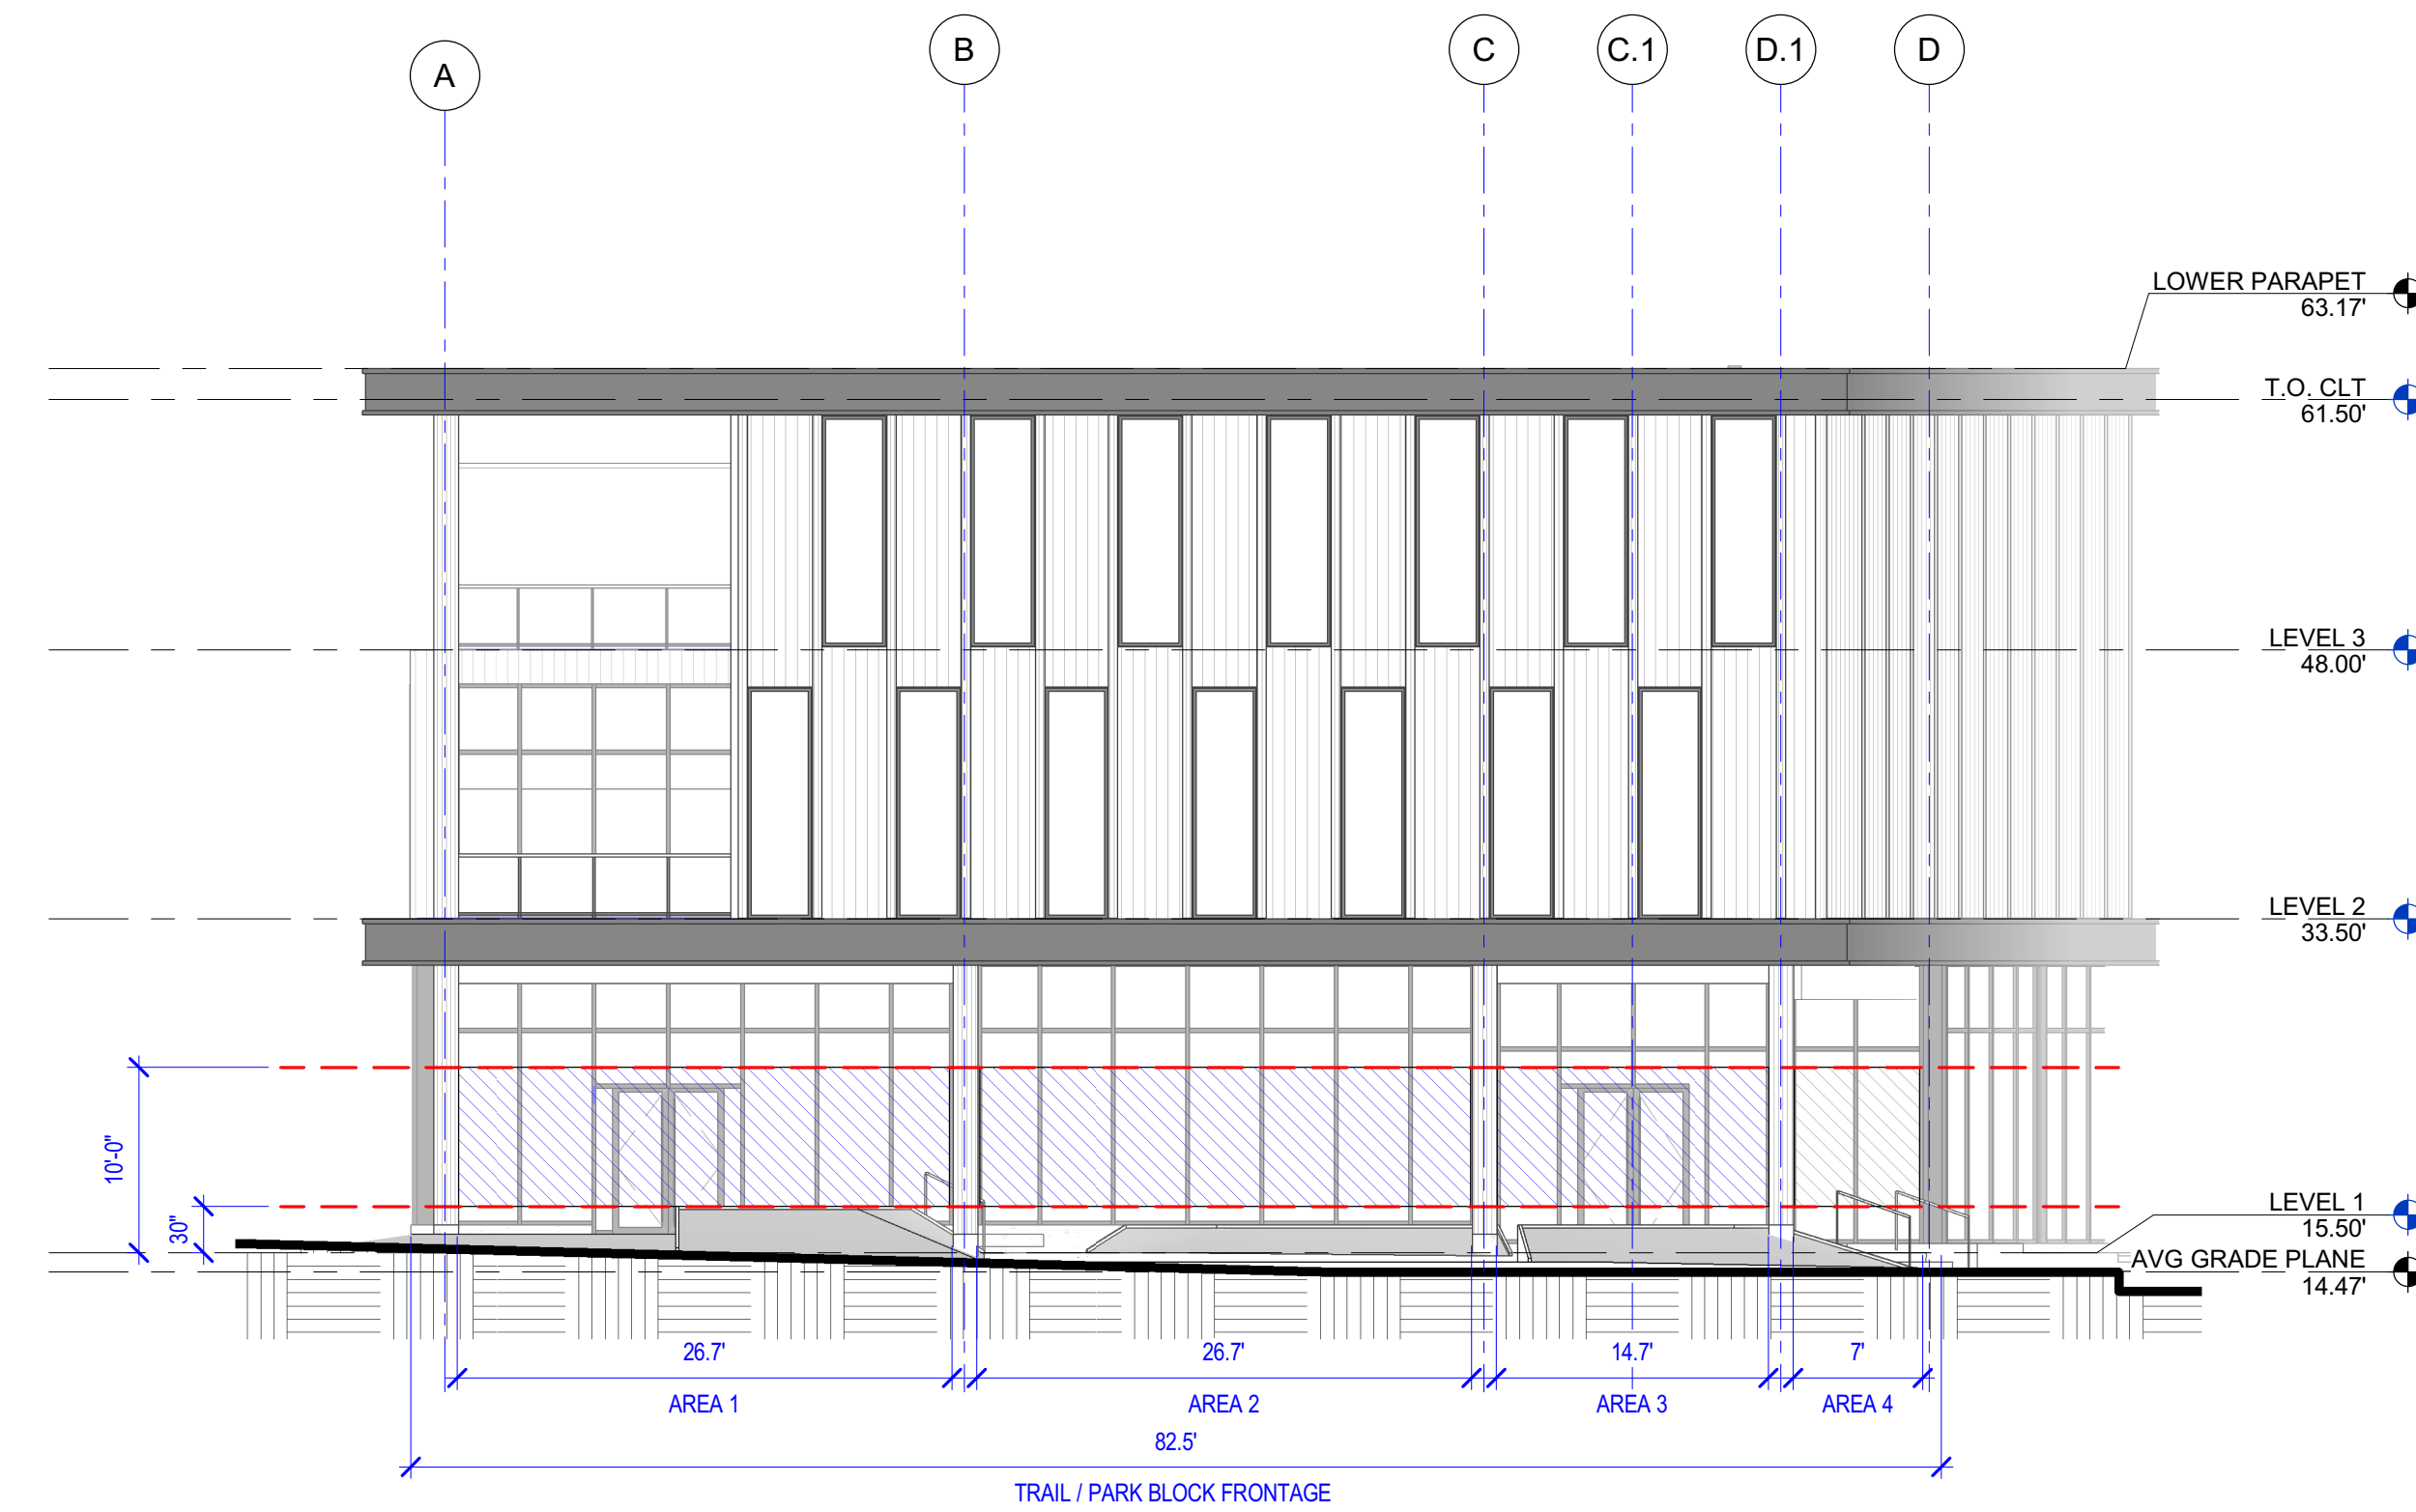 A
B
C
C.1
D.1
D
LOWER PARAPET
63.17'
T.O. CLT
61.50'
LEVEL 3
48.00'
LEVEL 2
33.50'
10'-0"
30"
LEVEL 1
15.50'
AVG GRADE PLANE
14.47'
26.7'
26.7'
14.7'
7'
AREA 1
AREA 2
AREA 3
AREA 4
82.5'
TRAIL / PARK BLOCK FRONTAGE